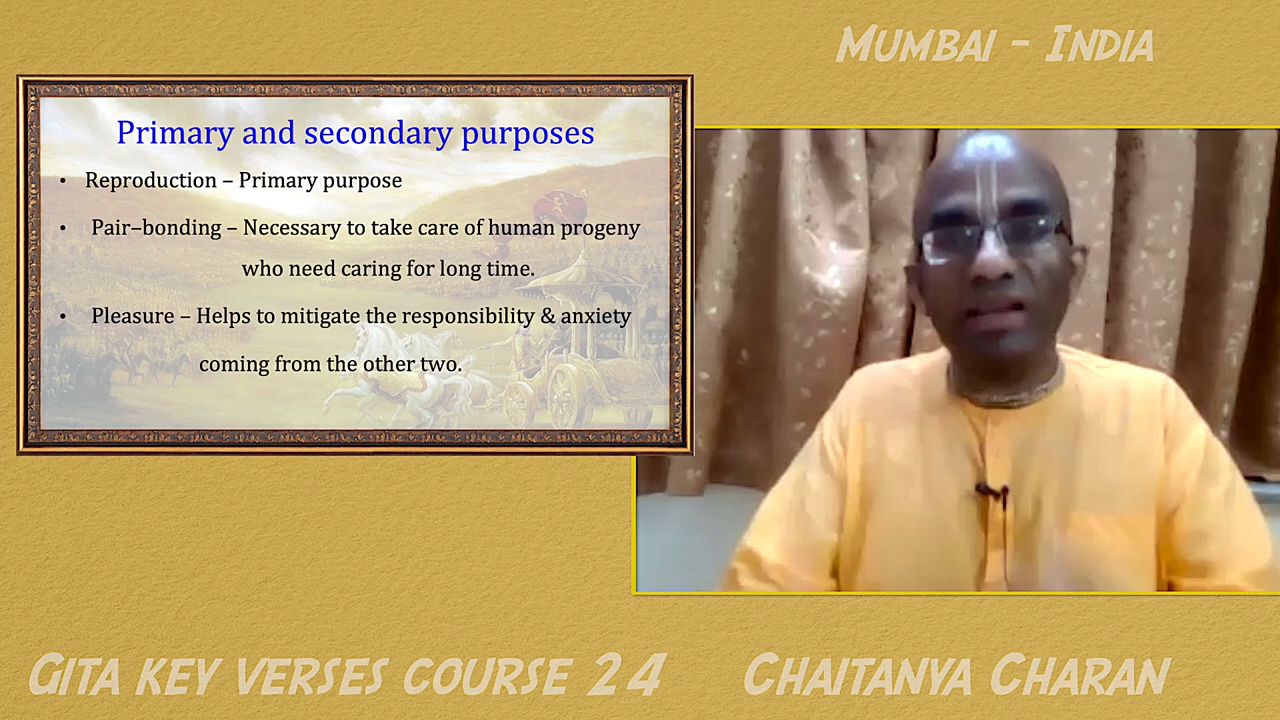 MUMBAI - INDIA
Primary and secondary purposes
• Reproduction – Primary purpose
• Pair–bonding – Necessary to take care of human progeny
who need caring for long time.
• Pleasure – Helps to mitigate the responsibility & anxiety
coming from the other two.
GITA KEY VERSES COURSE 24
CHAITANYA CHARAN